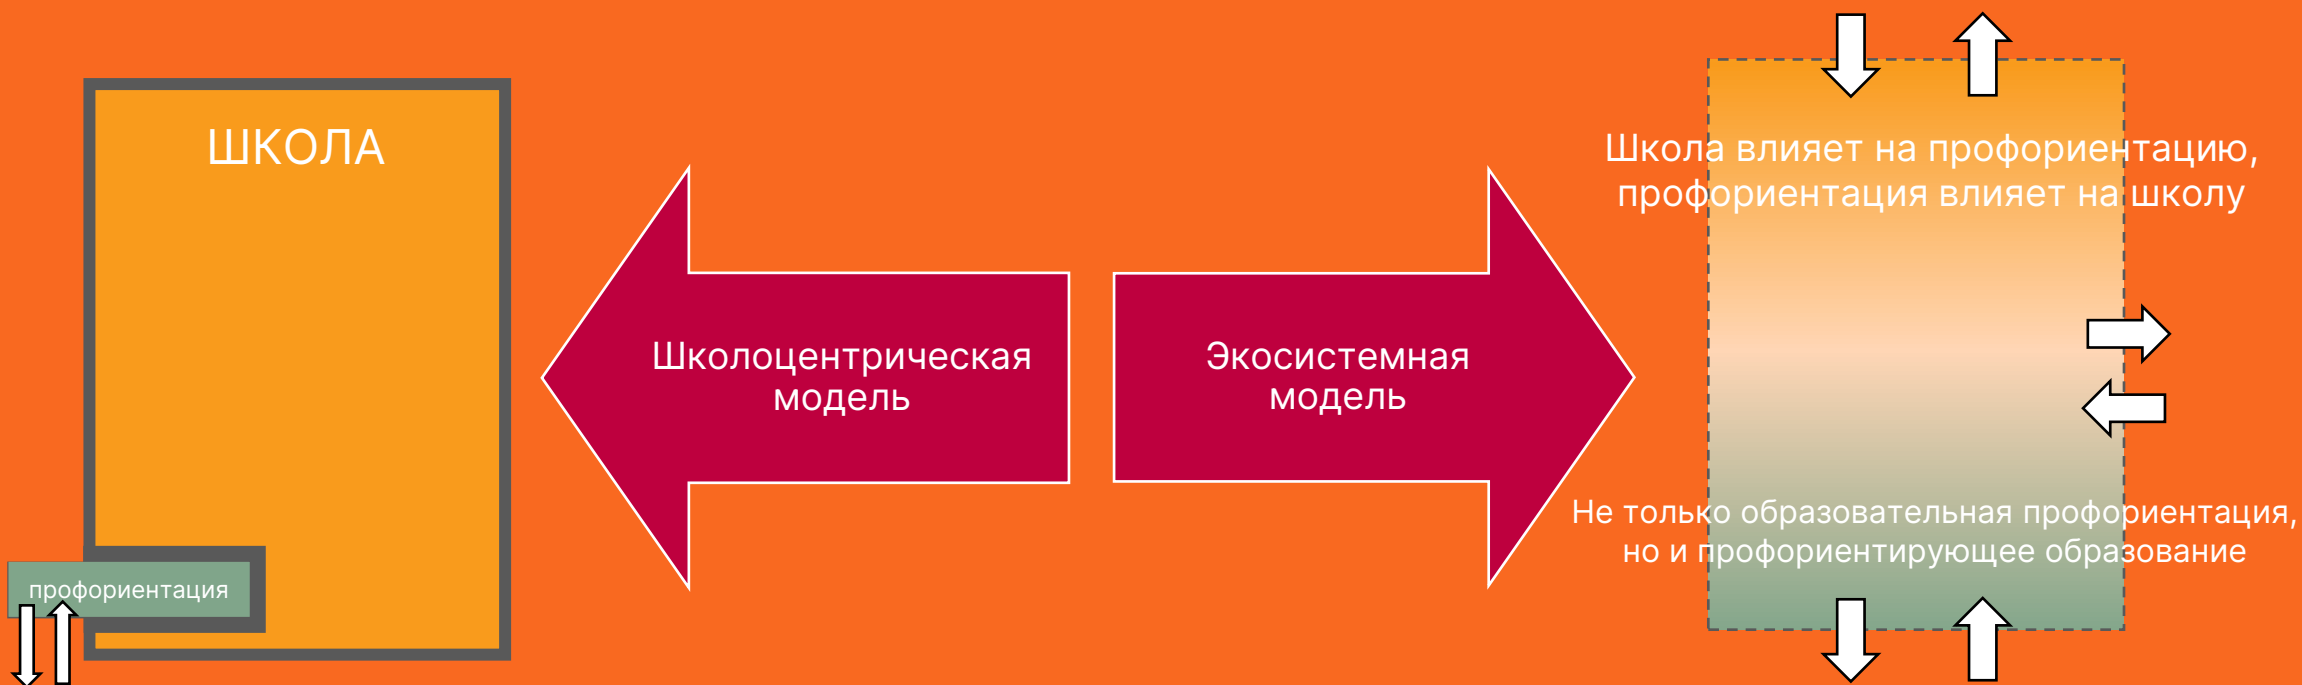 ШКОЛА
профориентация
Школоцентрическая
модель
Экосистемная
модель
Школа влияет на профориентацию,
профориентация влияет на школу
Не только образовательная профориентация,
но и профориентирующее образование